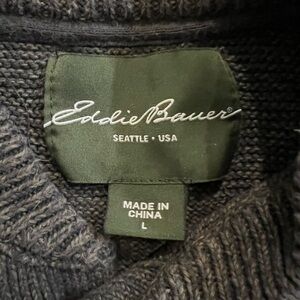 Eddie Bauer®
SEATTLE • USA
MADE IN
CHINA
L